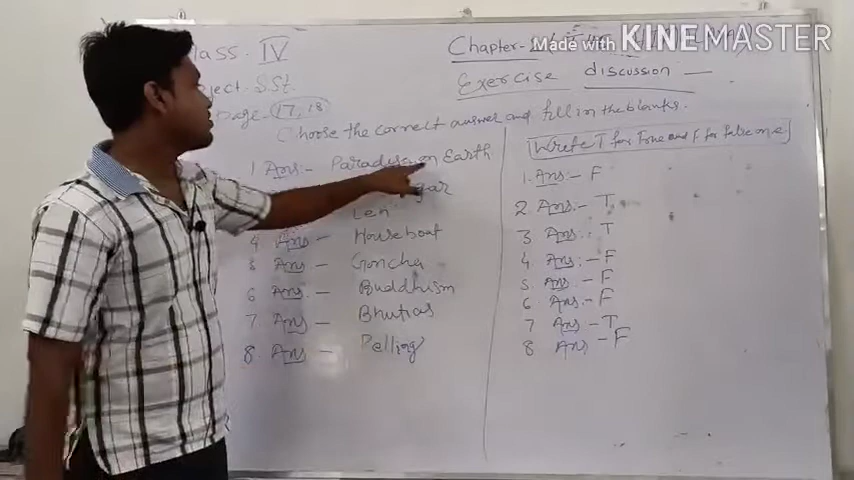 Class. IV
Chapter-
Made with KINEMASTER
Subject. S.St.
Exercise discussion
Page. 17, 18
Choose the correct answer and fill in the blanks.
1 Ans:- Paradise on Earth
Len
4 Ans - Houseboat
5 Ans - Goncha
6 Ans - Buddhism
7 Ans - Bhutias
8. Ans - Pelling
Write T for True and F for false one
1. Ans:- F
2 Ans:- T
3 Ans:- T
4 Ans:- F
5. Ans:- F
6 Ans:- F
7 Ans - T
8 Ans - F